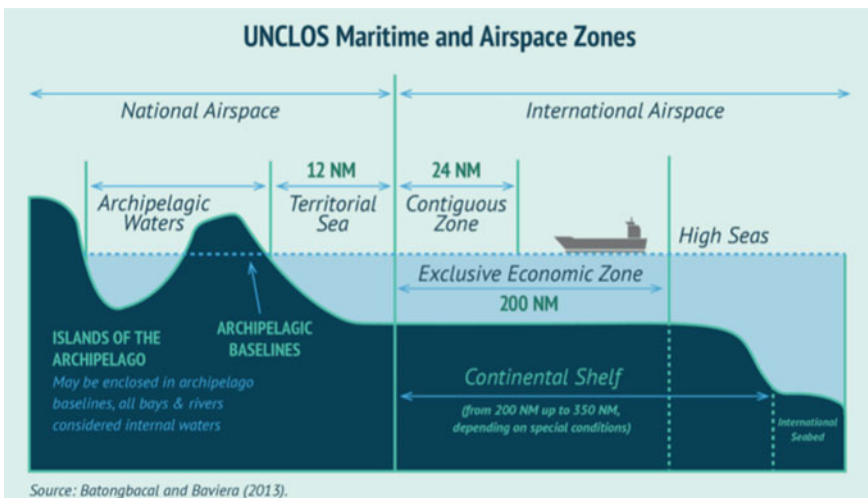 UNCLOS Maritime and Airspace Zones
National Airspace
International Airspace
12 NM
24 NM
Archipelagic
Waters
Territorial
Sea
Contiguous
Zone
High Seas
Exclusive Economic Zone
200 NM
ISLANDS OF THE
ARCHIPELAGO
May be enclosed in archipelago
baselines, all bays & rivers
considered internal waters
ARCHIPELAGIC
BASELINES
Continental Shelf
(from 200 NM up to 350 NM,
depending on special conditions)
International
Seabed
Source: Batongbacal and Baviera (2013).